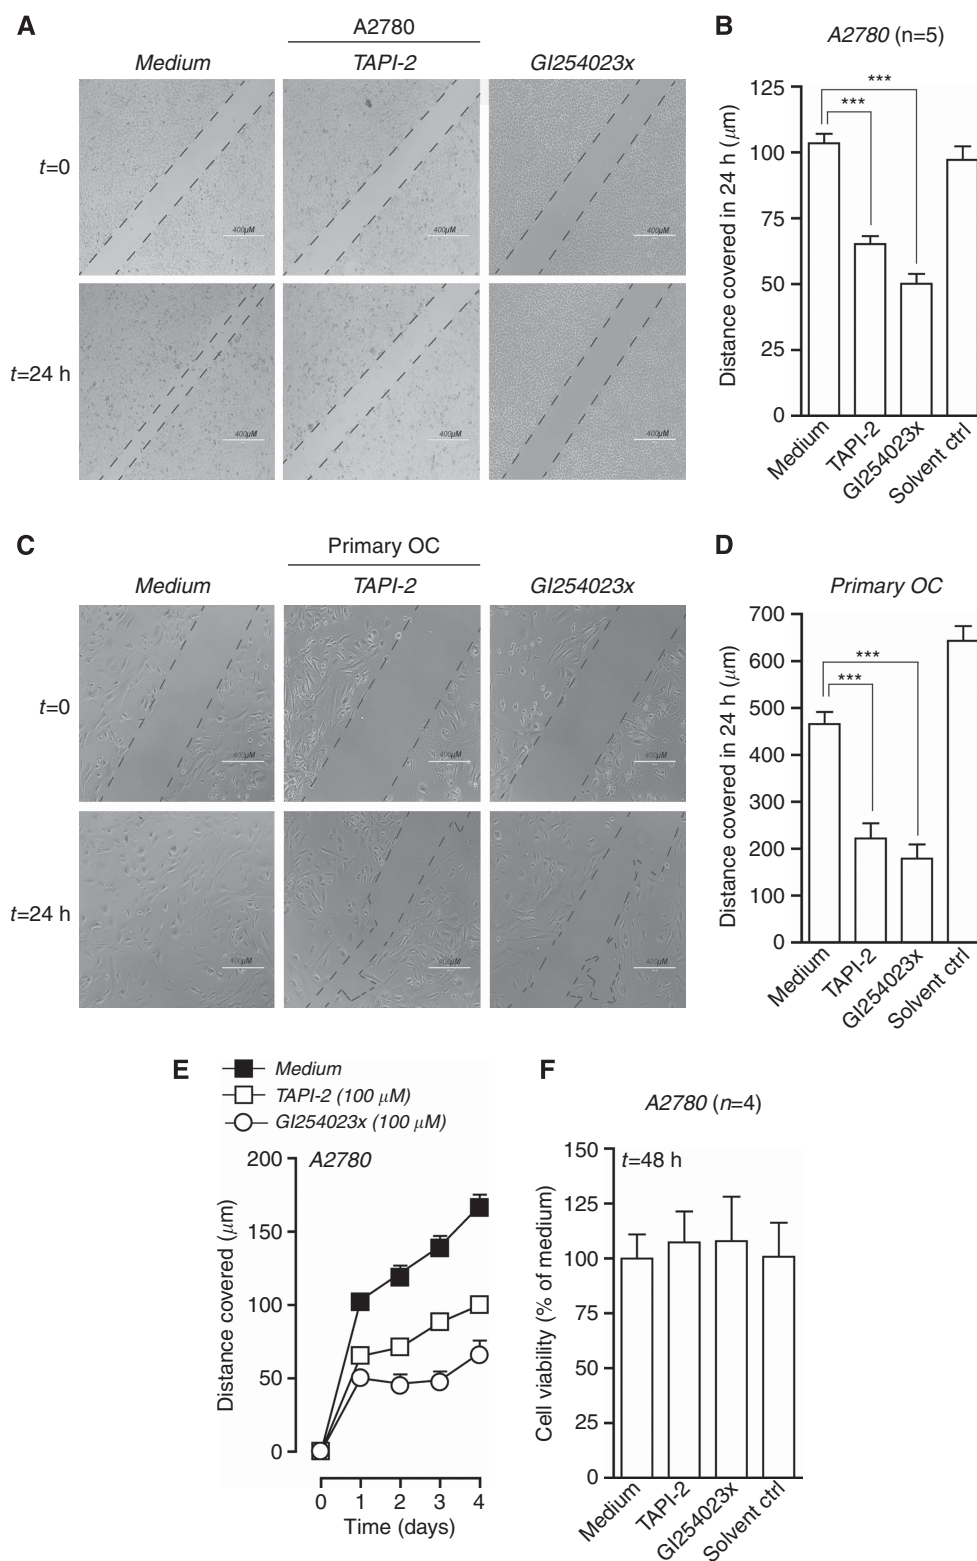 A
A2780
Medium
TAPI-2
GI254023x
t=0
400µM
400µM
400µM
t=24 h
400µM
400µM
400µM
B
A2780 (n=5)
Distance covered in 24 h (µm)
125
100
75
50
25
0
***
***
Medium
TAPI-2
GI254023x
Solvent ctrl
C
Primary OC
Medium
TAPI-2
GI254023x
t=0
400µM
400µM
400µM
t=24 h
400µM
400µM
400µM
D
Primary OC
Distance covered in 24 h (µm)
700
600
500
400
300
200
100
0
***
***
Medium
TAPI-2
GI254023x
Solvent ctrl
E
Medium
TAPI-2 (100 µM)
GI254023x (100 µM)
A2780
Distance covered (µm)
200
150
100
50
0
0 1 2 3 4
Time (days)
F
A2780 (n=4)
t=48 h
Cell viability (% of medium)
150
125
100
75
50
25
0
Medium
TAPI-2
GI254023x
Solvent ctrl